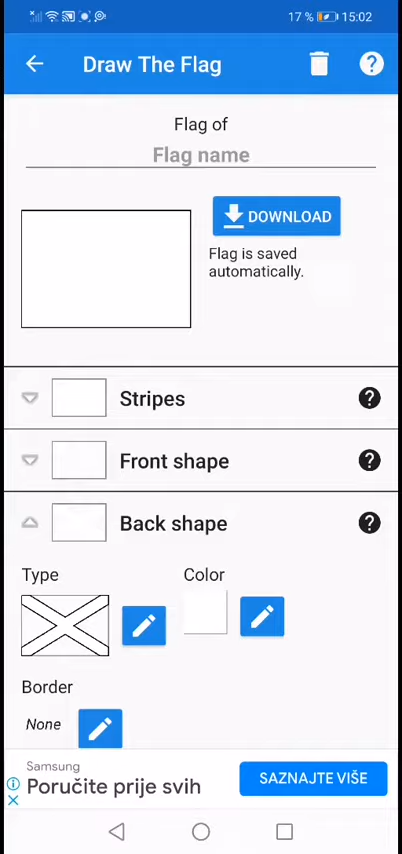 17 % 15:02
Draw The Flag
Flag of
Flag name
DOWNLOAD
Flag is saved
automatically.
Stripes
Front shape
Back shape
Type
Color
Border
None
Samsung
Poručite prije svih
SAZNAJTE VIŠE